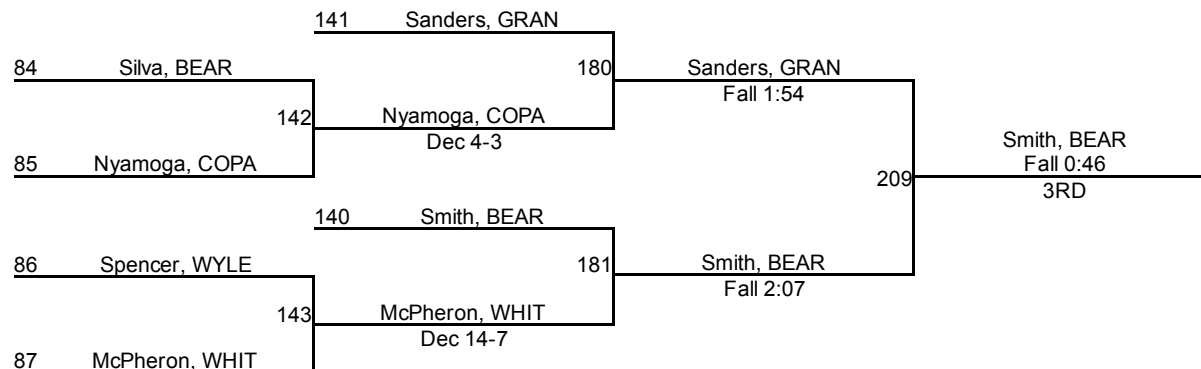 141 Sanders, GRAN
84 Silva, BEAR
180 Sanders, GRAN
Fall 1:54
142 Nyamoga, COPA
Dec 4-3
85 Nyamoga, COPA
Smith, BEAR
Fall 0:46
209
3RD
140 Smith, BEAR
86 Spencer, WYLE
181 Smith, BEAR
Fall 2:07
143 McPheron, WHIT
Dec 14-7
87 McPheron, WHIT